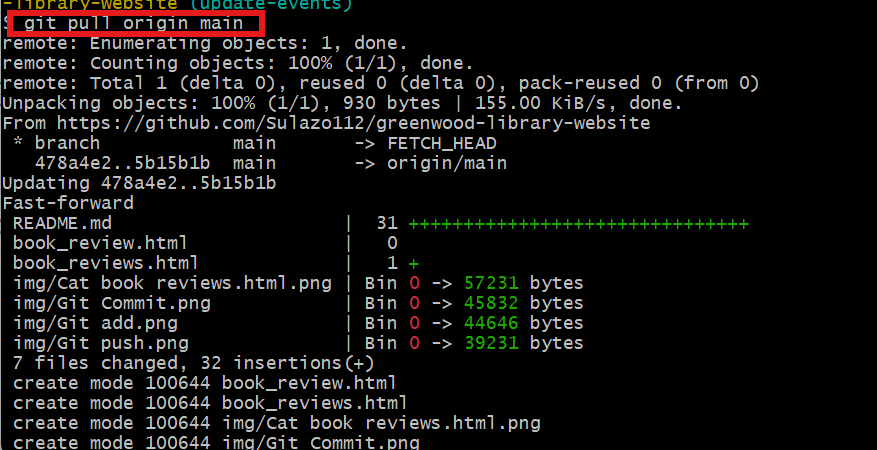 -library-website (update-events)
$ git pull origin main
remote: Enumerating objects: 1, done.
remote: Counting objects: 100% (1/1), done.
remote: Total 1 (delta 0), reused 0 (delta 0), pack-reused 0 (from 0)
Unpacking objects: 100% (1/1), 930 bytes | 155.00 KiB/s, done.
From https://github.com/Sulazo112/greenwood-library-website
 * branch            main       -> FETCH_HEAD
   478a4e2..5b15b1b  main       -> origin/main
Updating 478a4e2..5b15b1b
Fast-forward
 README.md                     |  31 +++++++++++++++++++++++++++++++
 book_review.html              |   0
 book_reviews.html             |   1 +
 img/Cat book reviews.html.png | Bin 0 -> 57231 bytes
 img/Git Commit.png            | Bin 0 -> 45832 bytes
 img/Git add.png               | Bin 0 -> 44646 bytes
 img/Git push.png              | Bin 0 -> 39231 bytes
 7 files changed, 32 insertions(+)
 create mode 100644 book_review.html
 create mode 100644 book_reviews.html
 create mode 100644 img/Cat book reviews.html.png
 create mode 100644 img/Git Commit.png